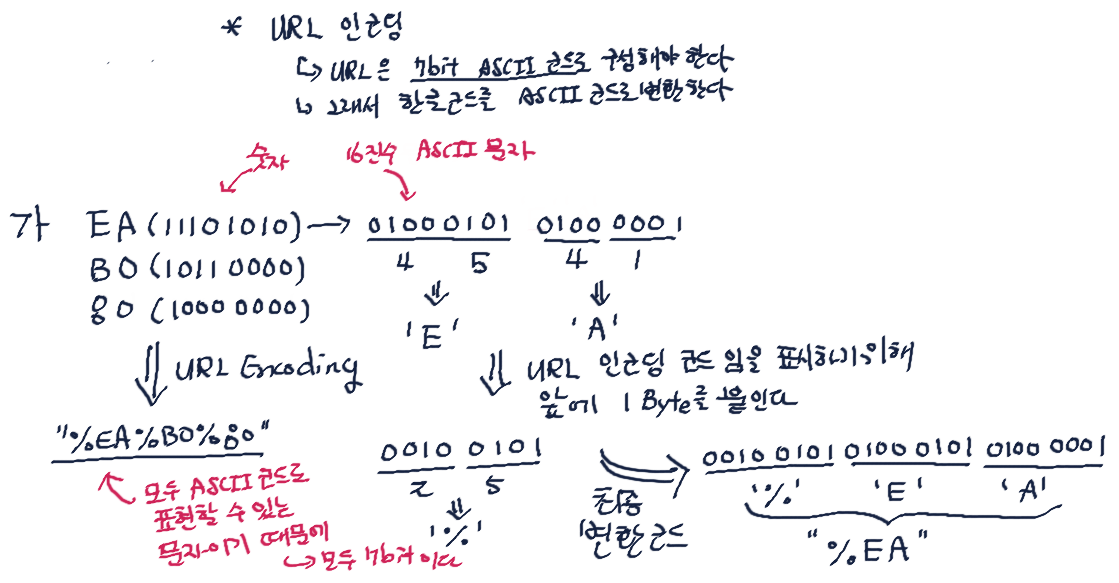 * URL 인코딩
↳ URL은 7bit ASCII 코드로 구성해야 한다
↳ 그래서 한글코드를 ASCII 코드로 변환한다
숫자 16진수 ASCII 문자
가 EA(11101010) → 01000101 0100 0001
4 5 4 1
B0(10110000)
80(1000 0000)
'E' 'A'
URL Encoding
URL 인코딩 코드 임을 표시하기 위해
앞에 1 Byte를 붙인다
"%EA%B0%80"
모두 ASCII 코드로
표현할 수 있는
문자이기 때문에
↳ 모두 7bit 이다
0010 0101
2 5
'%'
최종
변환 코드
0010 0101 0100 0101 0100 0001
'%' 'E' 'A'
"%EA"